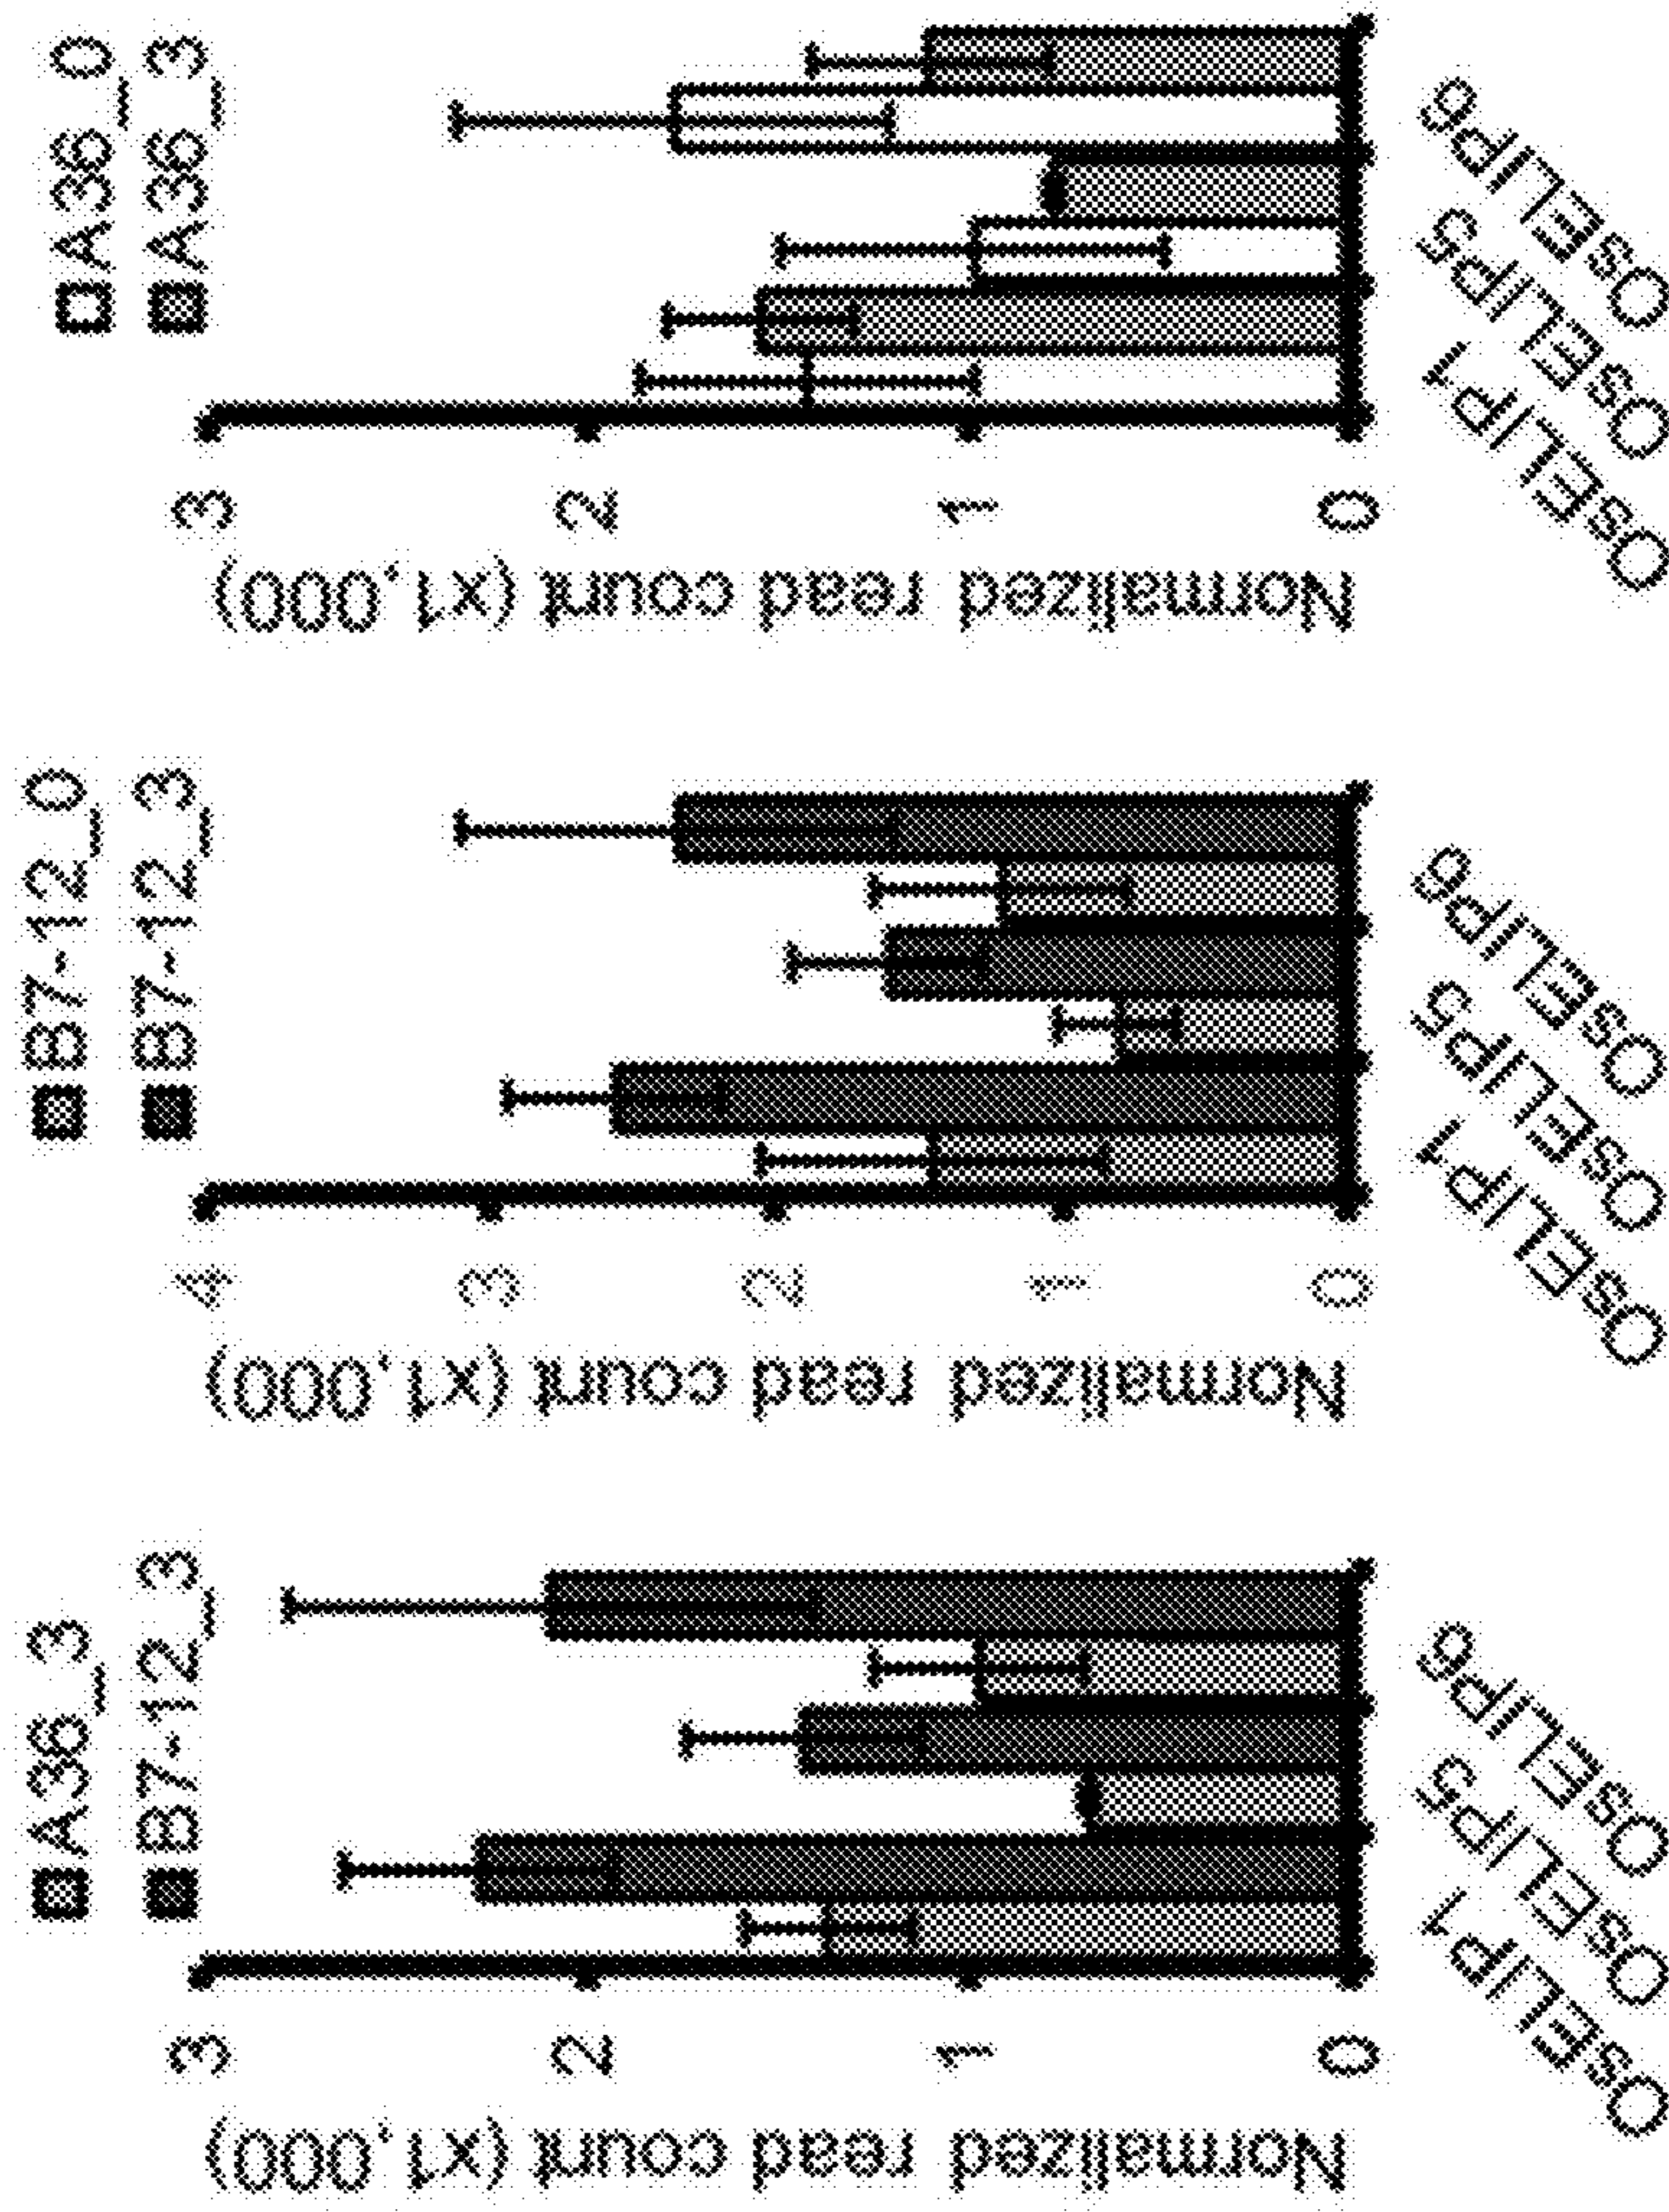 A36_3
B7-12_3
Normalized read count (x1,000)
3
2
1
0
OsELIP1
OsELIP5
OsELIP6
B7-12_0
B7-12_3
Normalized read count (x1,000)
4
3
2
1
0
OsELIP1
OsELIP5
OsELIP6
A36_0
A36_3
Normalized read count (x1,000)
3
2
1
0
OsELIP1
OsELIP5
OsELIP6